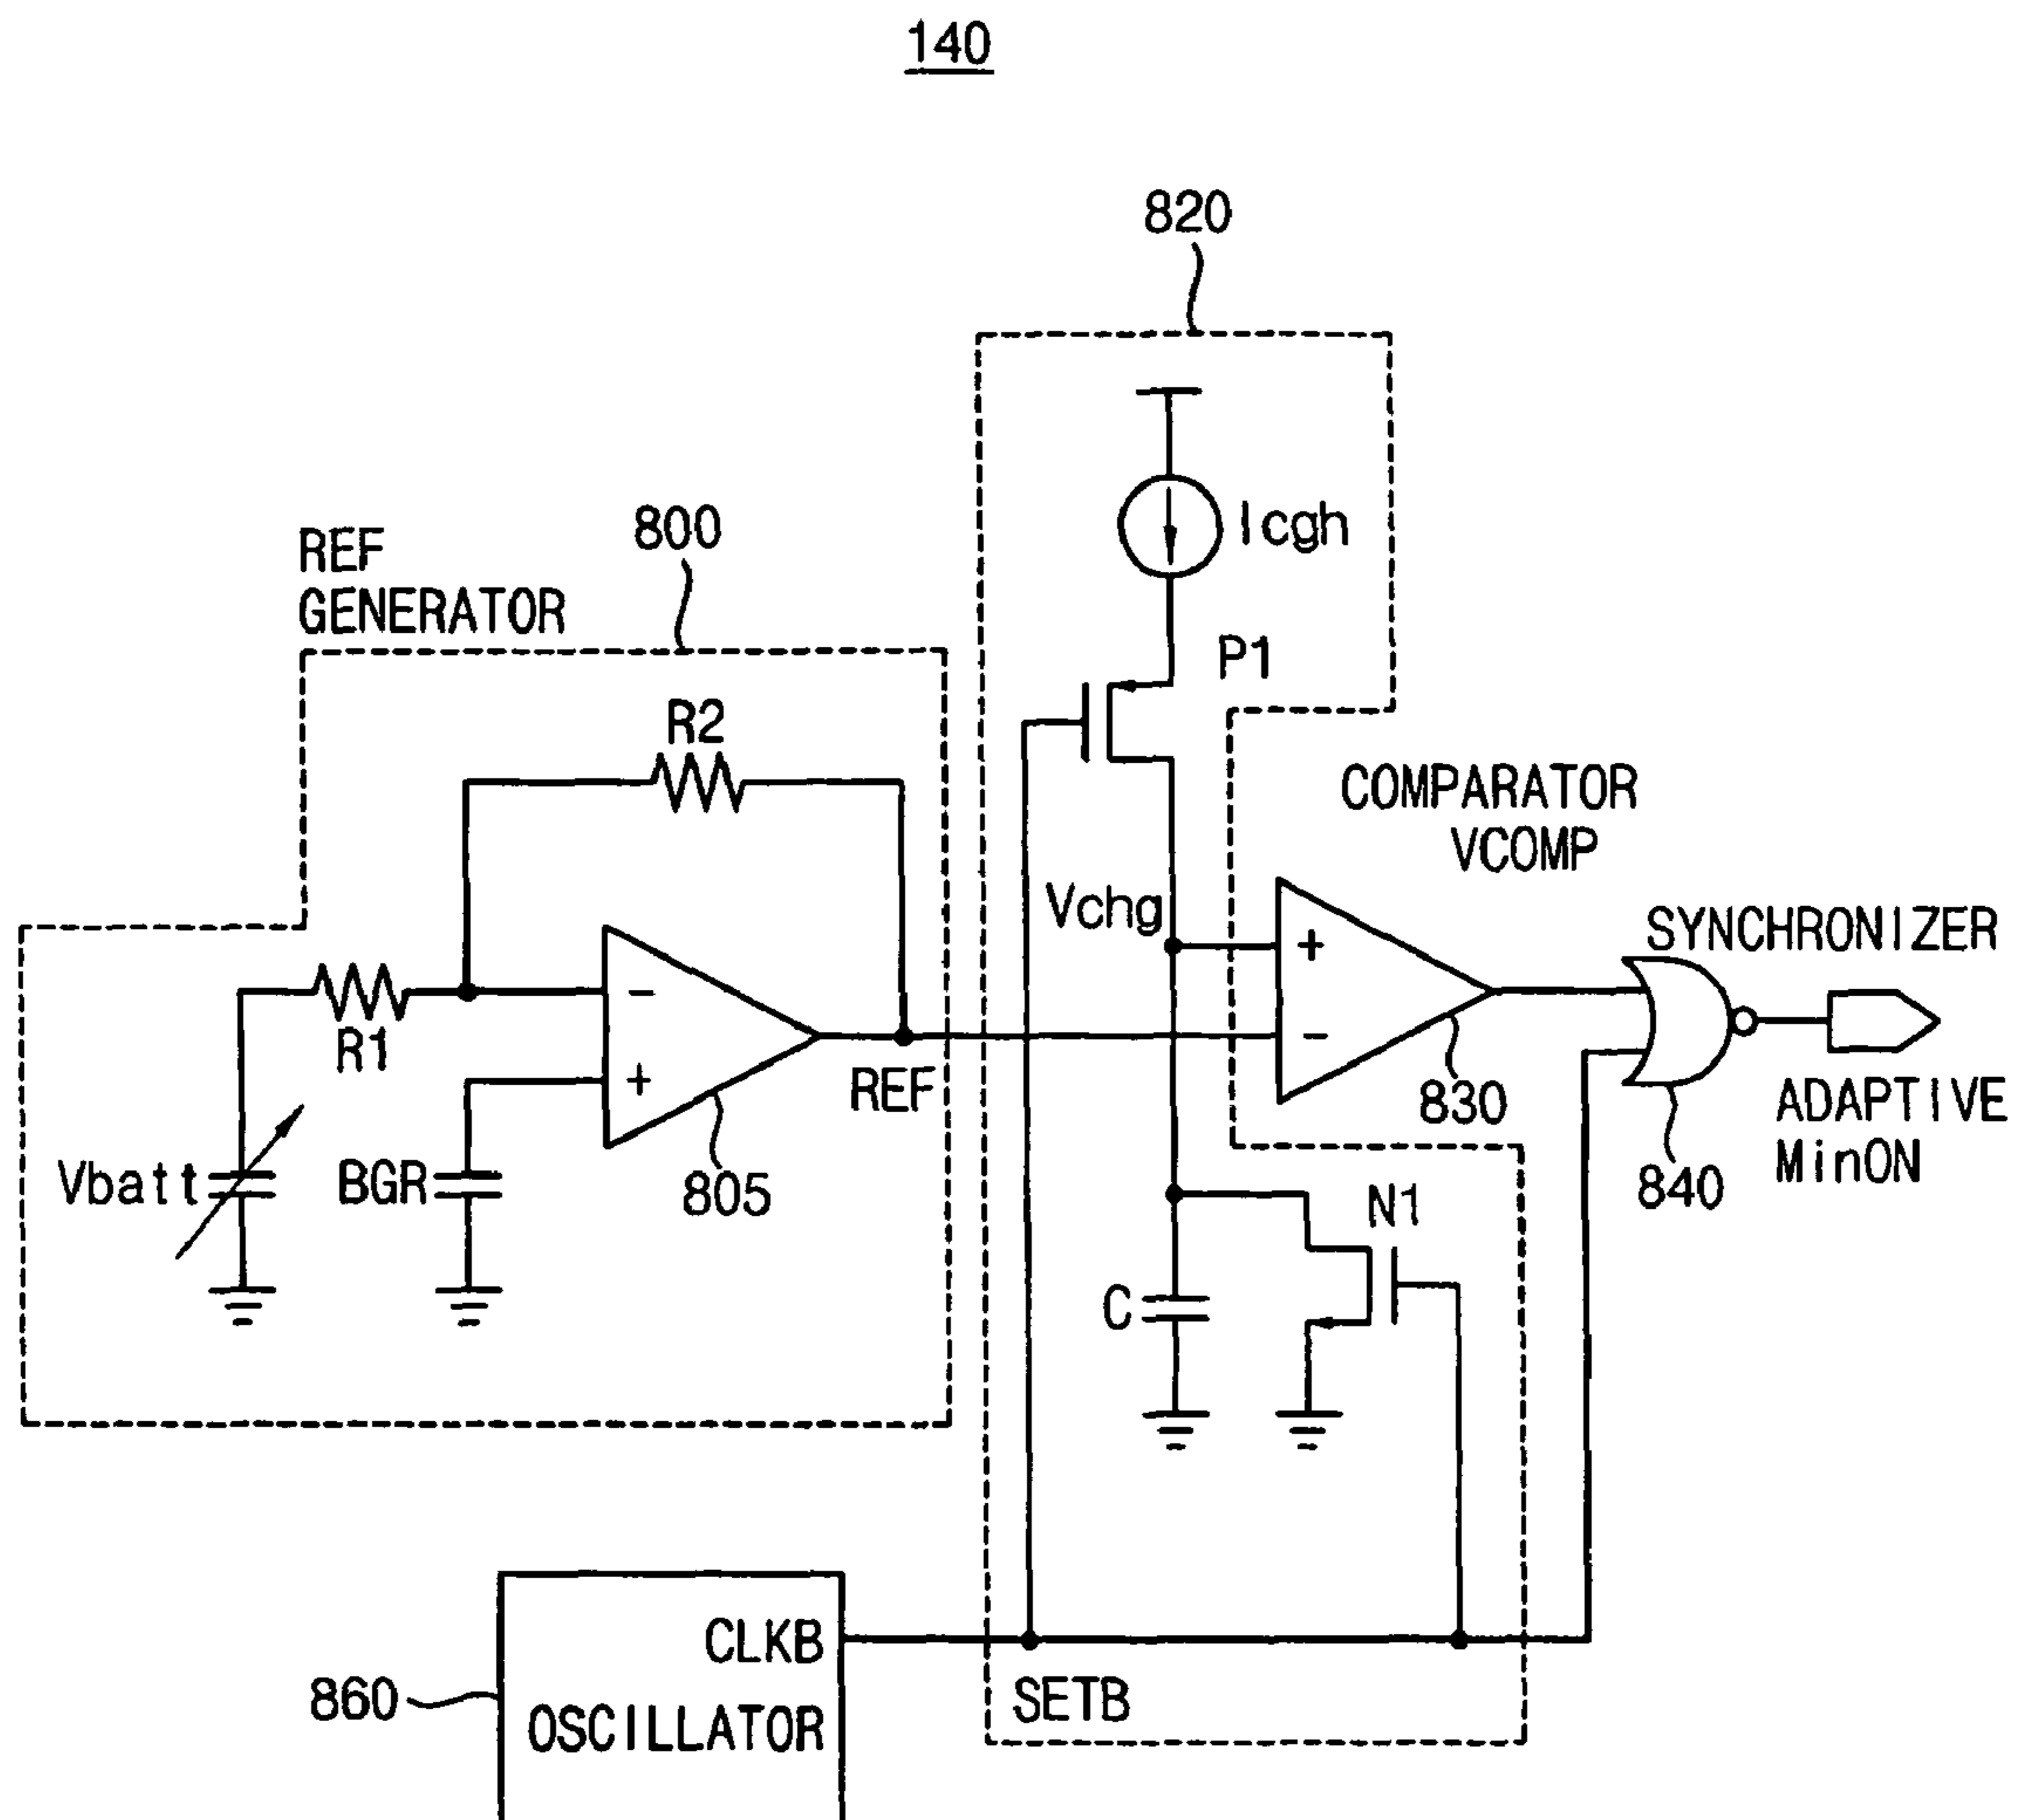 140
820
Icgh
800
REF
GENERATOR
P1
R2
COMPARATOR
VCOMP
Vchg
+
SYNCHRONIZER
-
R1
-
+
REF
830
ADAPTIVE
MinON
Vbatt
BGR
805
840
N1
C
CLKB
860
OSCILLATOR
SETB